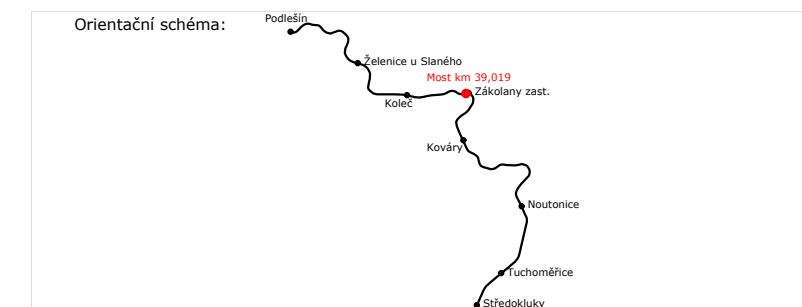 Orientační schéma:
Podlešín
Želenice u Slaného
Most km 39,019
Zákolany zast.
Koleč
Kováry
Noutonice
Tuchoměřice
Středokluky